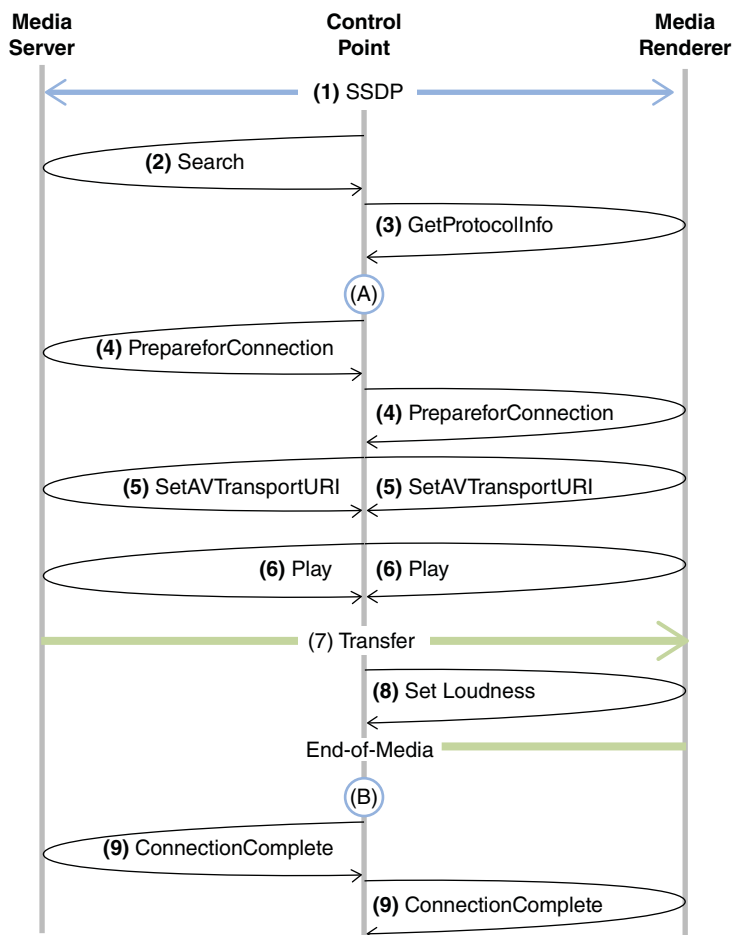 Media
Server
Control
Point
Media
Renderer
(1) SSDP
(2) Search
(3) GetProtocolInfo
(A)
(4) PrepareforConnection
(4) PrepareforConnection
(5) SetAVTransportURI
(5) SetAVTransportURI
(6) Play
(6) Play
(7) Transfer
(8) Set Loudness
End-of-Media
(B)
(9) ConnectionComplete
(9) ConnectionComplete